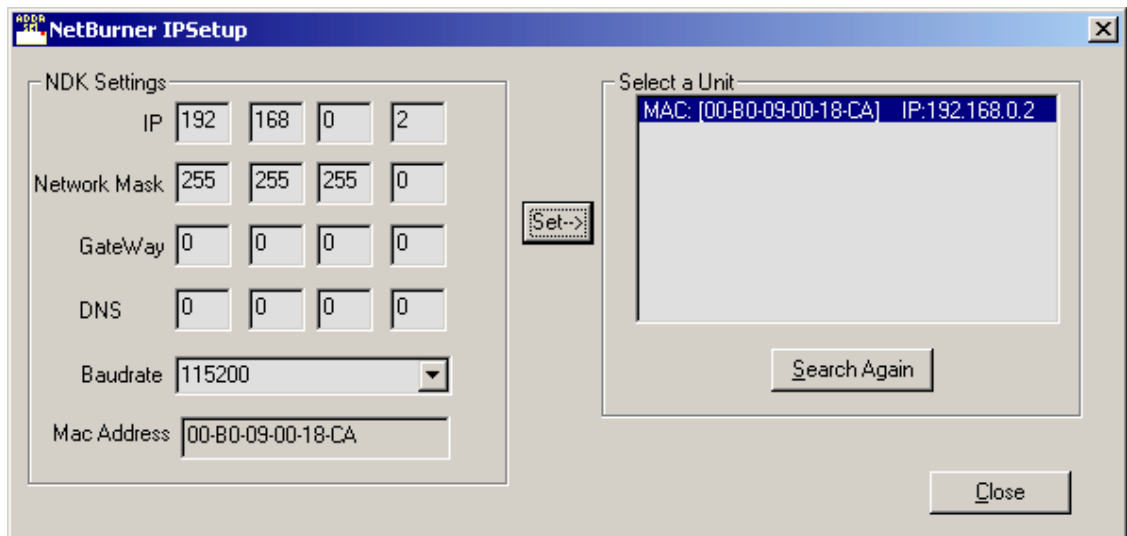 NetBurner IPSetup
NDK Settings
IP 192 168 0 2
Network Mask 255 255 255 0
GateWay 0 0 0 0
DNS 0 0 0 0
Baudrate 115200
Mac Address 00-B0-09-00-18-CA
Set-->
Select a Unit
MAC: [00-B0-09-00-18-CA] IP:192.168.0.2
Search Again
Close